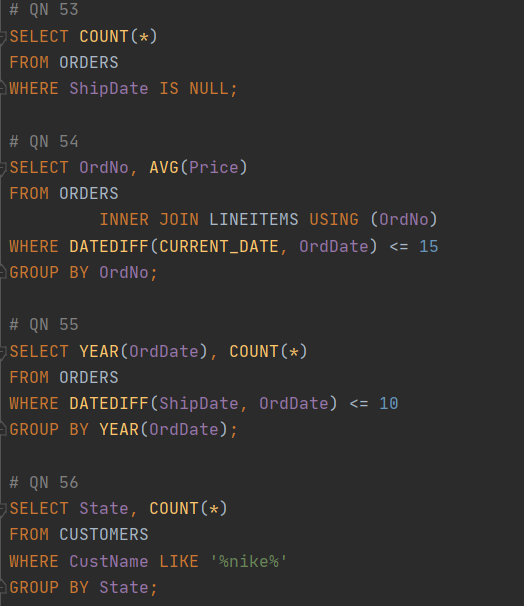 # QN 53
SELECT COUNT(*)
FROM ORDERS
WHERE ShipDate IS NULL;
# QN 54
SELECT OrdNo, AVG(Price)
FROM ORDERS
INNER JOIN LINEITEMS USING (OrdNo)
WHERE DATEDIFF(CURRENT_DATE, OrdDate) <= 15
GROUP BY OrdNo;
# QN 55
SELECT YEAR(OrdDate), COUNT(*)
FROM ORDERS
WHERE DATEDIFF(ShipDate, OrdDate) <= 10
GROUP BY YEAR(OrdDate);
# QN 56
SELECT State, COUNT(*)
FROM CUSTOMERS
WHERE CustName LIKE '%nike%'
GROUP BY State;